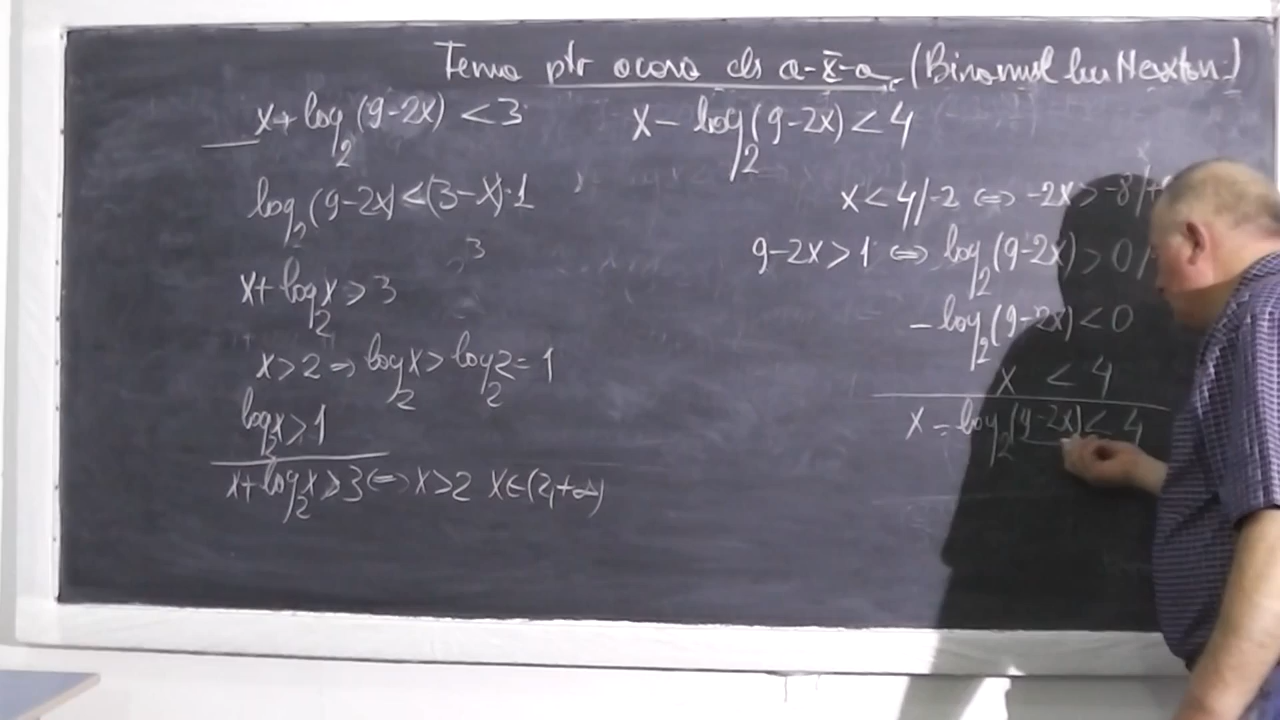 Tema ptr acasa cls a-X-a. (Binomul lui Newton.)
x+log₂(9-2x) <3
x-log₂(9-2x)<4
log₂(9-2x)<(3-x)·1
x<4/-2 ⇔ -2x>-8/+9
3
9-2x>1 ⇔ log₂(9-2x)>0/
x+log₂x>3
-log₂(9-2x)<0
x>2 ⇒ log₂x>log₂2=1
x <4
log₂x>1
x-log₂(9-2x)<4
x+log₂x>3 ⇔ x>2 x∈(2,+∞)